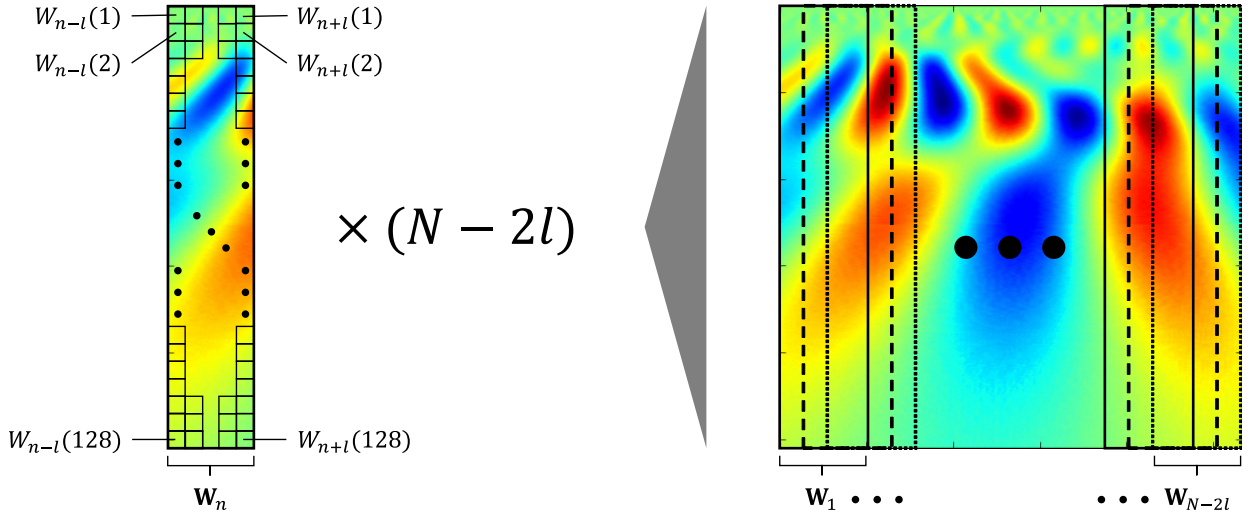 W_{n−l}(1) W_{n+l}(1)
W_{n−l}(2) W_{n+l}(2)
× (N − 2l)
W_{n−l}(128) W_{n+l}(128)
W_n W_1 • • • • • • W_{N−2l}